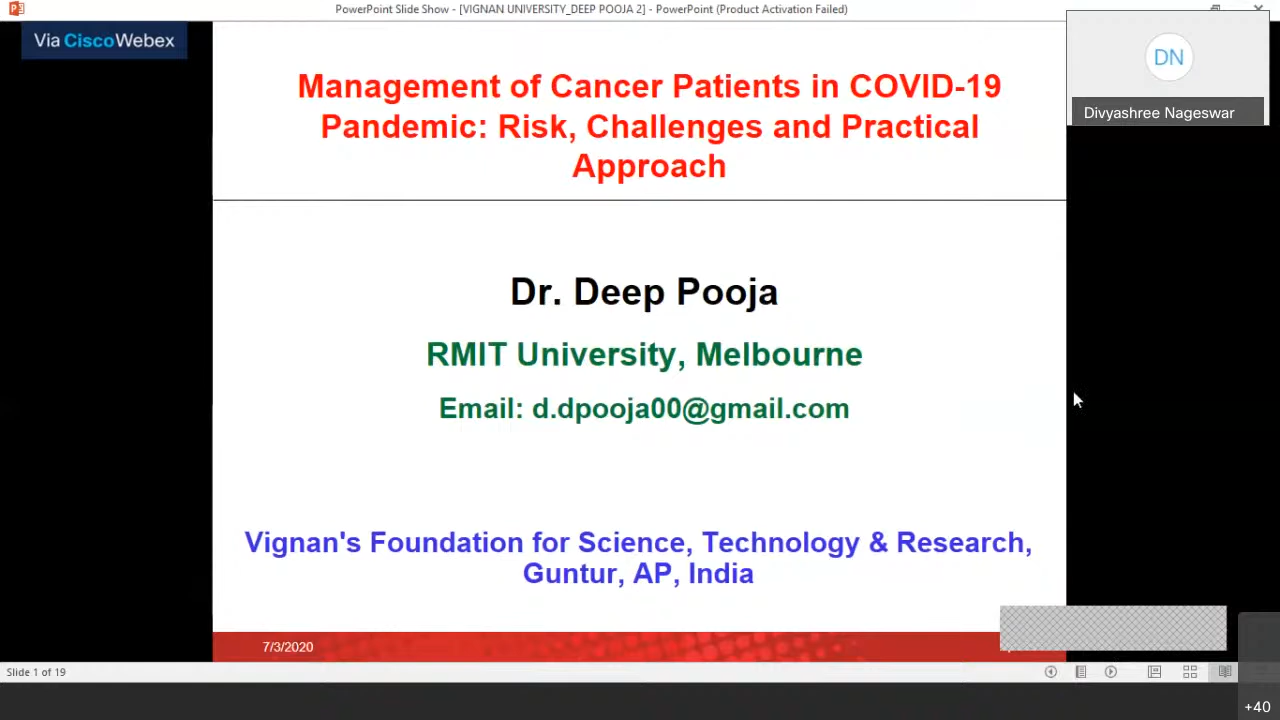 PowerPoint Slide Show - [VIGNAN UNIVERSITY_DEEP POOJA 2] - PowerPoint (Product Activation Failed)
Via CiscoWebex
DN
Divyashree Nageswar
Management of Cancer Patients in COVID-19
Pandemic: Risk, Challenges and Practical
Approach
Dr. Deep Pooja
RMIT University, Melbourne
Email: d.dpooja00@gmail.com
Vignan's Foundation for Science, Technology & Research,
Guntur, AP, India
7/3/2020
Slide 1 of 19
+40